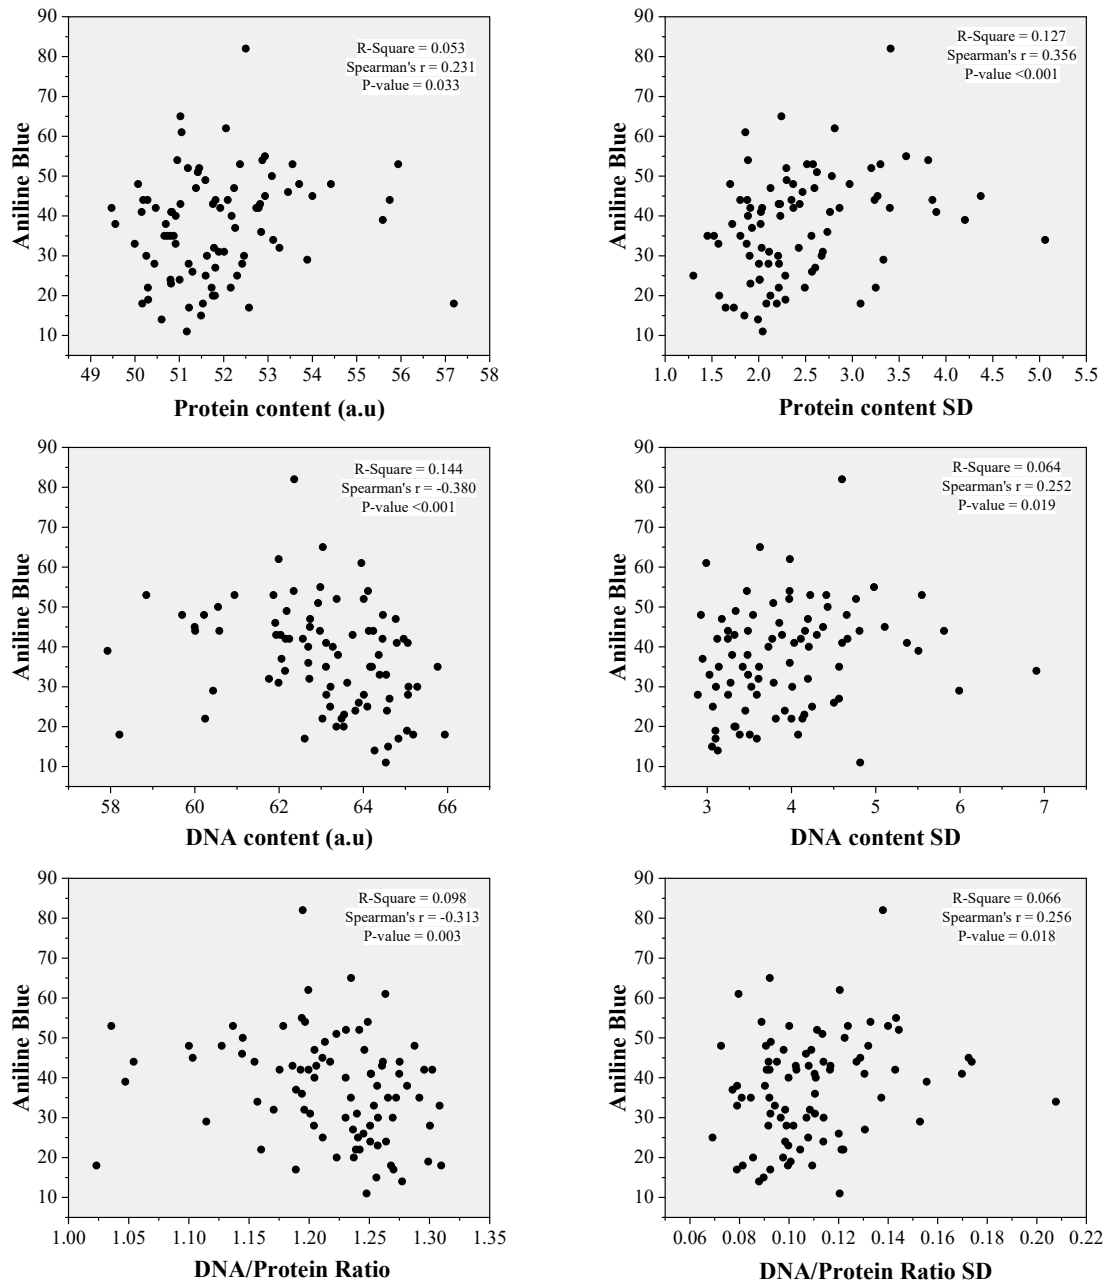 90
80
70
60
50
40
30
20
10
Aniline Blue
R-Square = 0.053
Spearman's r = 0.231
P-value = 0.033
49 50 51 52 53 54 55 56 57 58
Protein content (a.u)
90
80
70
60
50
40
30
20
10
Aniline Blue
R-Square = 0.127
Spearman's r = 0.356
P-value <0.001
1.0 1.5 2.0 2.5 3.0 3.5 4.0 4.5 5.0 5.5
Protein content SD
90
80
70
60
50
40
30
20
10
Aniline Blue
R-Square = 0.144
Spearman's r = -0.380
P-value <0.001
58 60 62 64 66
DNA content (a.u)
90
80
70
60
50
40
30
20
10
Aniline Blue
R-Square = 0.064
Spearman's r = 0.252
P-value = 0.019
3 4 5 6 7
DNA content SD
90
80
70
60
50
40
30
20
10
Aniline Blue
R-Square = 0.098
Spearman's r = -0.313
P-value = 0.003
1.00 1.05 1.10 1.15 1.20 1.25 1.30 1.35
DNA/Protein Ratio
90
80
70
60
50
40
30
20
10
Aniline Blue
R-Square = 0.066
Spearman's r = 0.256
P-value = 0.018
0.06 0.08 0.10 0.12 0.14 0.16 0.18 0.20 0.22
DNA/Protein Ratio SD